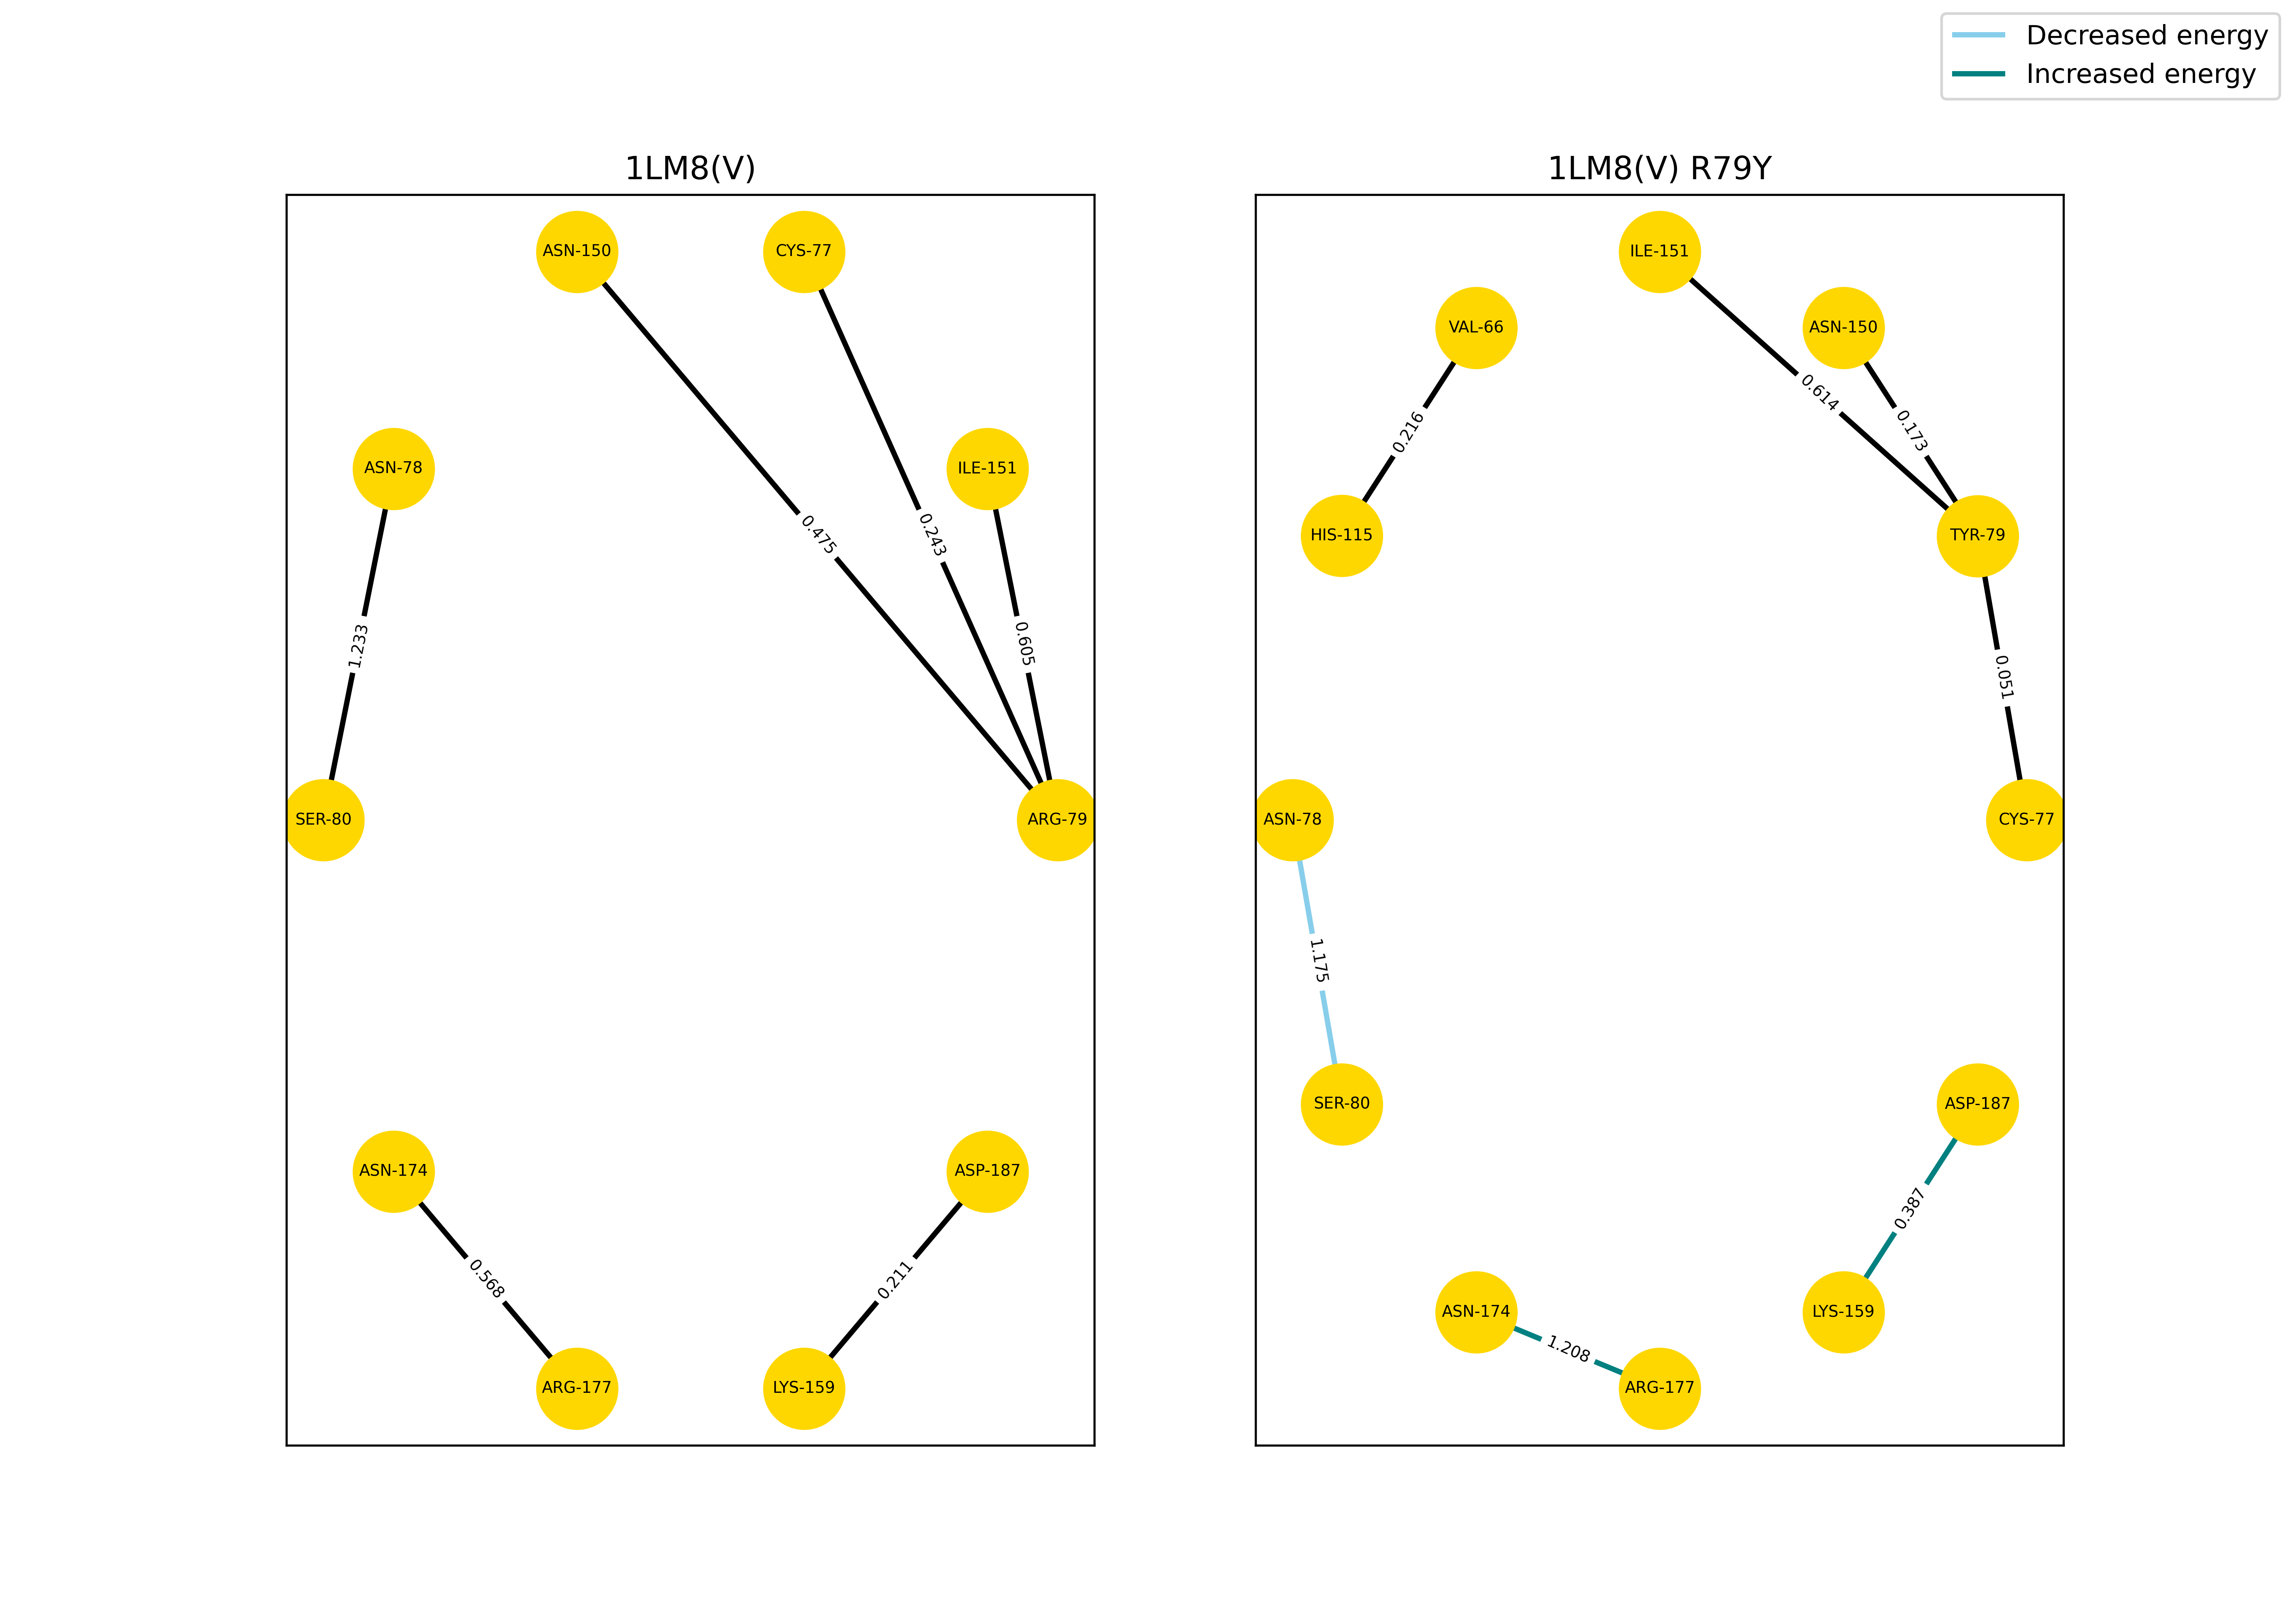 Decreased energy
Increased energy
1LM8(V)
ASN-150
CYS-77
ASN-78
ILE-151
0.475
0.243
1.233
0.605
SER-80
ARG-79
ASN-174
ASP-187
0.568
0.211
ARG-177
LYS-159
1LM8(V) R79Y
ILE-151
VAL-66
ASN-150
0.614
0.216
0.173
HIS-115
TYR-79
0.051
ASN-78
CYS-77
1.175
SER-80
ASP-187
0.387
ASN-174
LYS-159
1.208
ARG-177